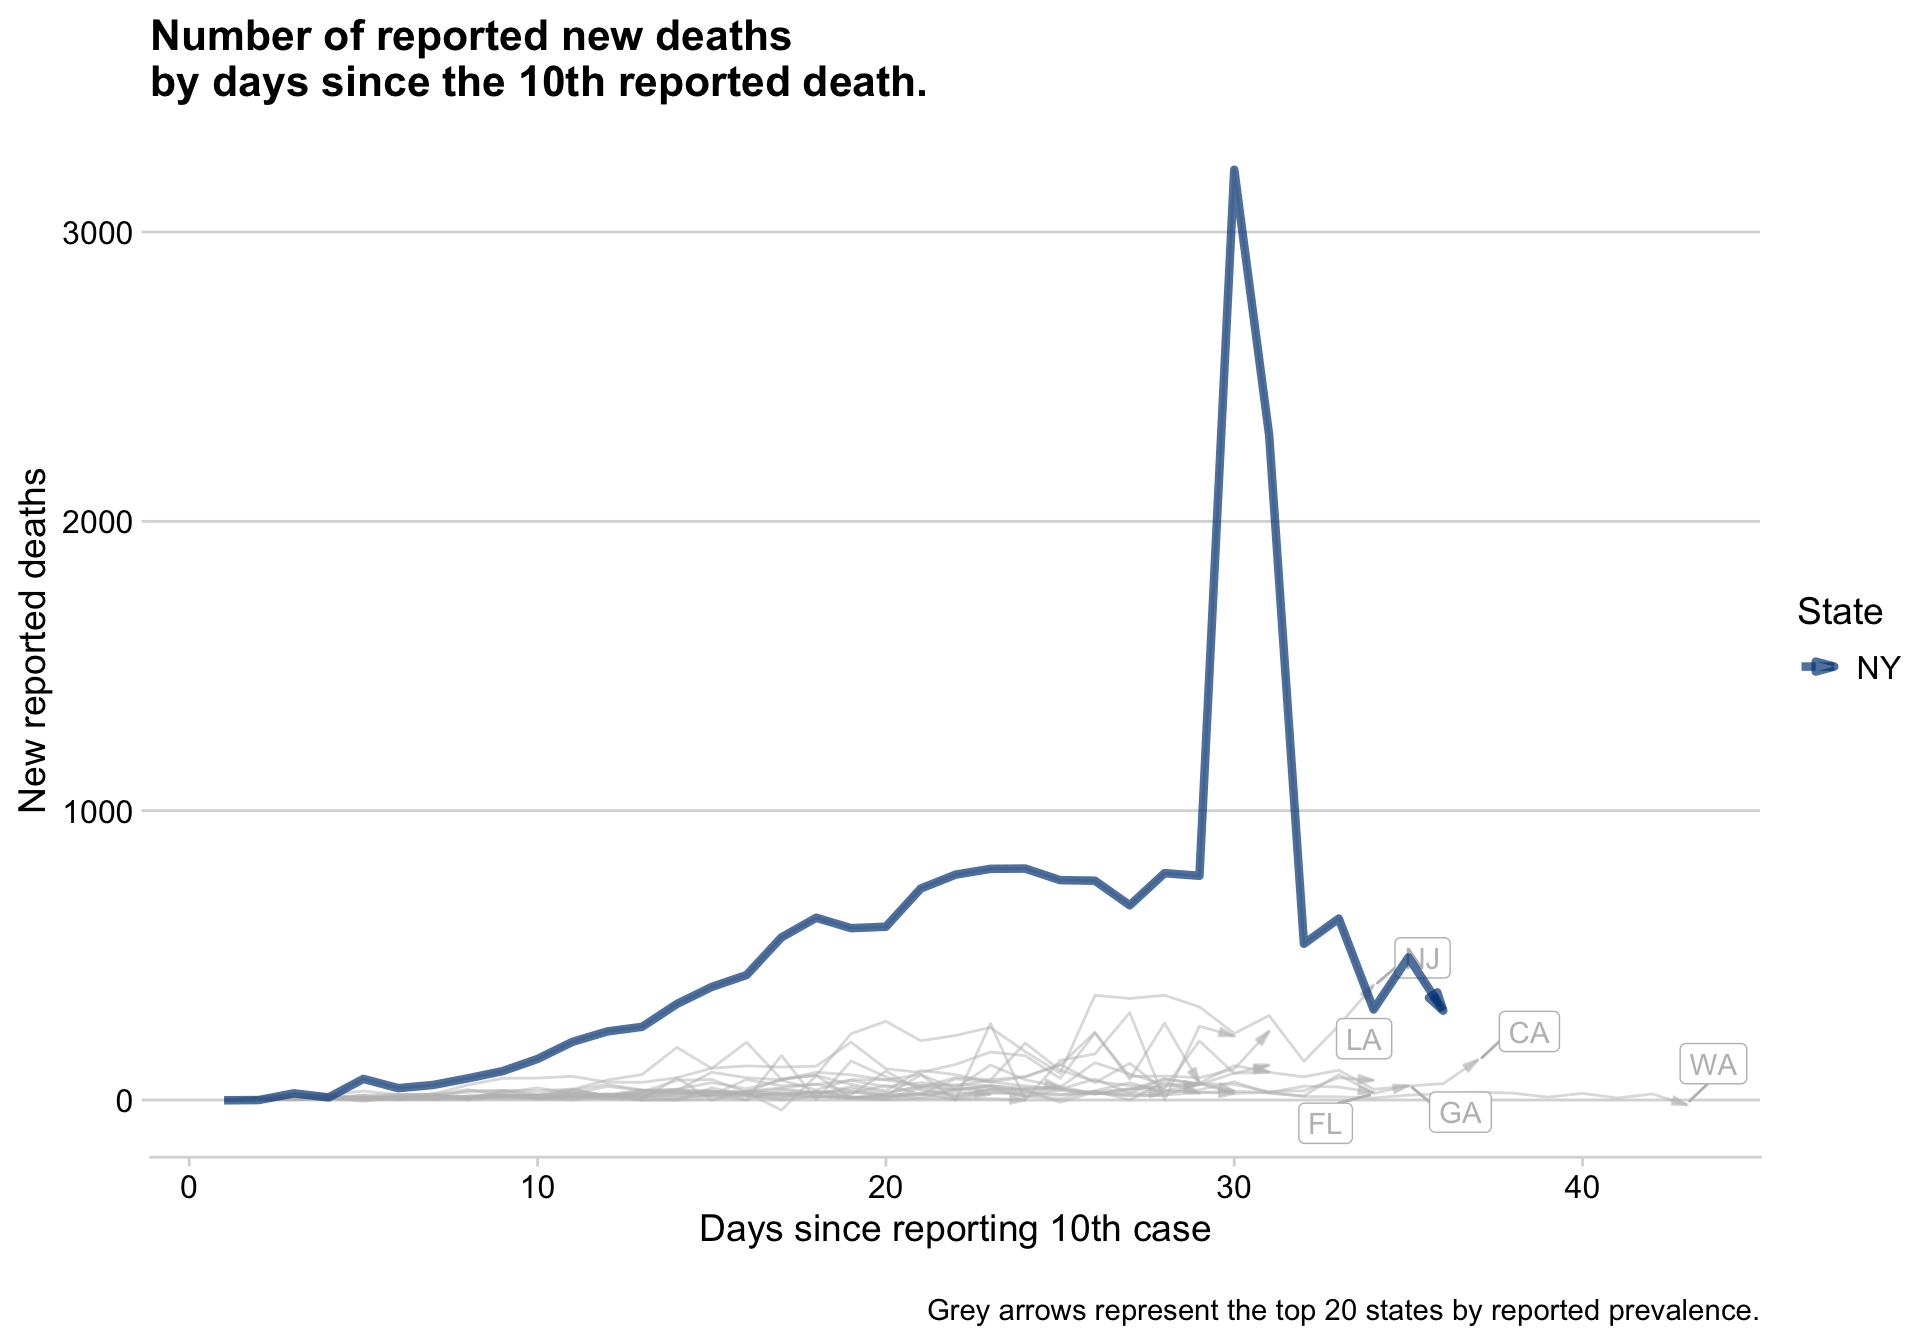 Number of reported new deaths
by days since the 10th reported death.
New reported deaths
3000
2000
1000
0
NJ
LA
CA
WA
FL
GA
State
NY
0 10 20 30 40
Days since reporting 10th case
Grey arrows represent the top 20 states by reported prevalence.